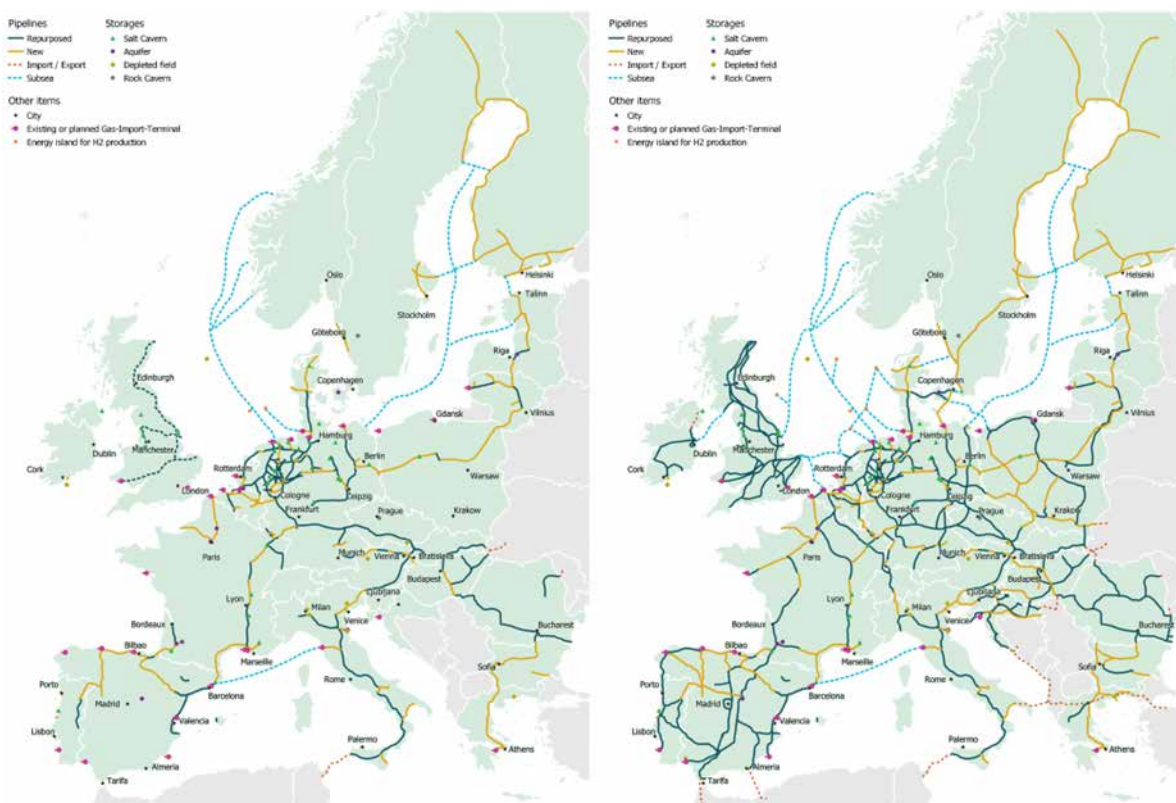 Pipelines
Repurposed
New
Import / Export
Subsea
Storages
Salt Cavern
Aquifer
Depleted field
Rock Cavern
Other items
City
Existing or planned Gas-Import-Terminal
Energy island for H2 production
Oslo
Helsinki
Talinn
Stockholm
Göteborg
Riga
Edinburgh
Copenhagen
Vilnius
Gdansk
Manchester
Dublin
Hamburg
Cork
Rotterdam
Berlin
Warsaw
London
Cologne
Leipzig
Frankfurt
Prague
Krakow
Paris
Munich
Vienna
Bratislava
Budapest
Lyon
Ljubljana
Milan
Venice
Bordeaux
Bucharest
Bilbao
Marseille
Sofia
Porto
Rome
Barcelona
Madrid
Valencia
Lisbon
Palermo
Athens
Almeria
Tarifa
Pipelines
Repurposed
New
Import / Export
Subsea
Storages
Salt Cavern
Aquifer
Depleted field
Rock Cavern
Other items
City
Existing or planned Gas-Import-Terminal
Energy island for H2 production
Oslo
Helsinki
Talinn
Stockholm
Göteborg
Riga
Edinburgh
Copenhagen
Vilnius
Gdansk
Manchester
Dublin
Hamburg
Cork
Rotterdam
Berlin
Warsaw
London
Cologne
Leipzig
Frankfurt
Prague
Krakow
Paris
Munich
Vienna
Bratislava
Budapest
Lyon
Ljubljana
Milan
Venice
Bordeaux
Bucharest
Bilbao
Marseille
Sofia
Porto
Rome
Barcelona
Madrid
Valencia
Lisbon
Palermo
Athens
Almeria
Tarifa